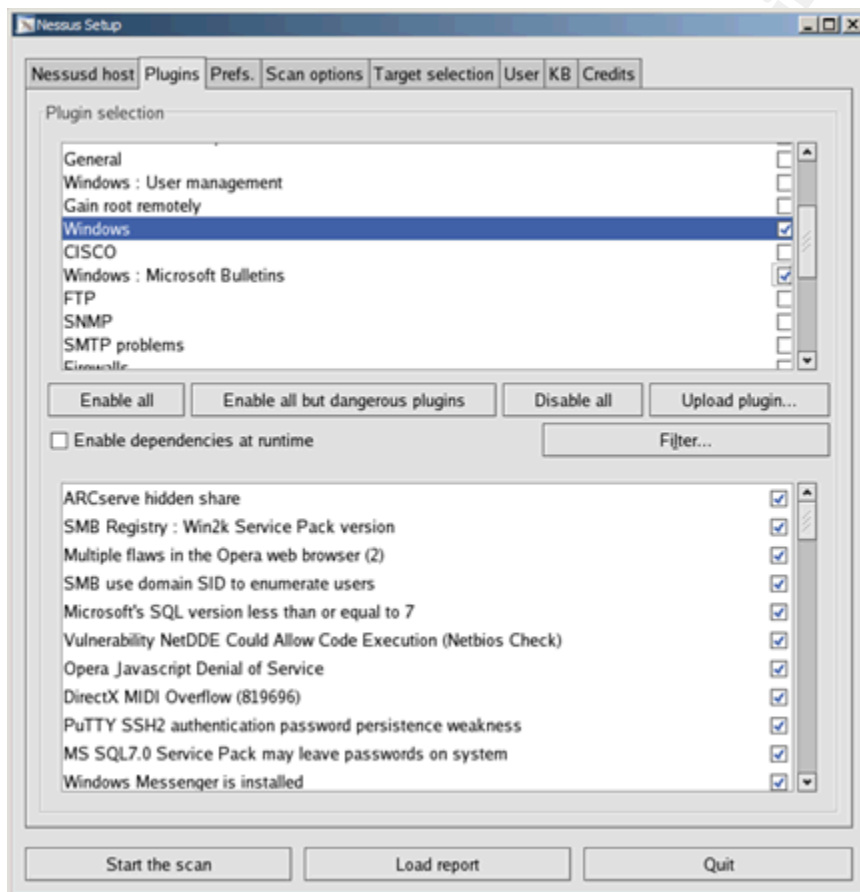 Nessus Setup
Nessusd host Plugins Prefs. Scan options Target selection User KB Credits
Plugin selection
General
Windows : User management
Gain root remotely
Windows
CISCO
Windows : Microsoft Bulletins
FTP
SNMP
SMTP problems
Firewalls
Enable all Enable all but dangerous plugins Disable all Upload plugin...
Enable dependencies at runtime Filter...
ARCserve hidden share
SMB Registry : Win2k Service Pack version
Multiple flaws in the Opera web browser (2)
SMB use domain SID to enumerate users
Microsoft's SQL version less than or equal to 7
Vulnerability NetDDE Could Allow Code Execution (Netbios Check)
Opera Javascript Denial of Service
DirectX MIDI Overflow (819696)
PuTTY SSH2 authentication password persistence weakness
MS SQL7.0 Service Pack may leave passwords on system
Windows Messenger is installed
Start the scan Load report Quit